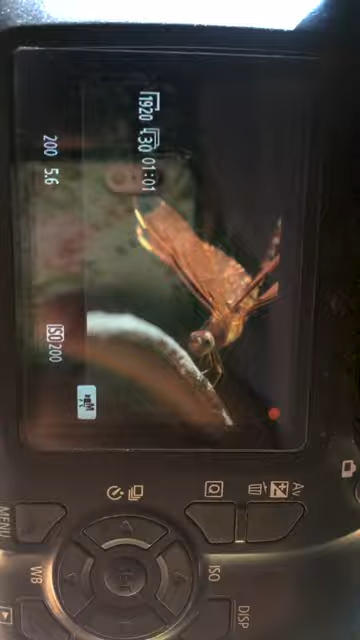 1920 30 01:01
200 5.6
ISO 200
Av
Q
ISO
DISP
WB
MENU